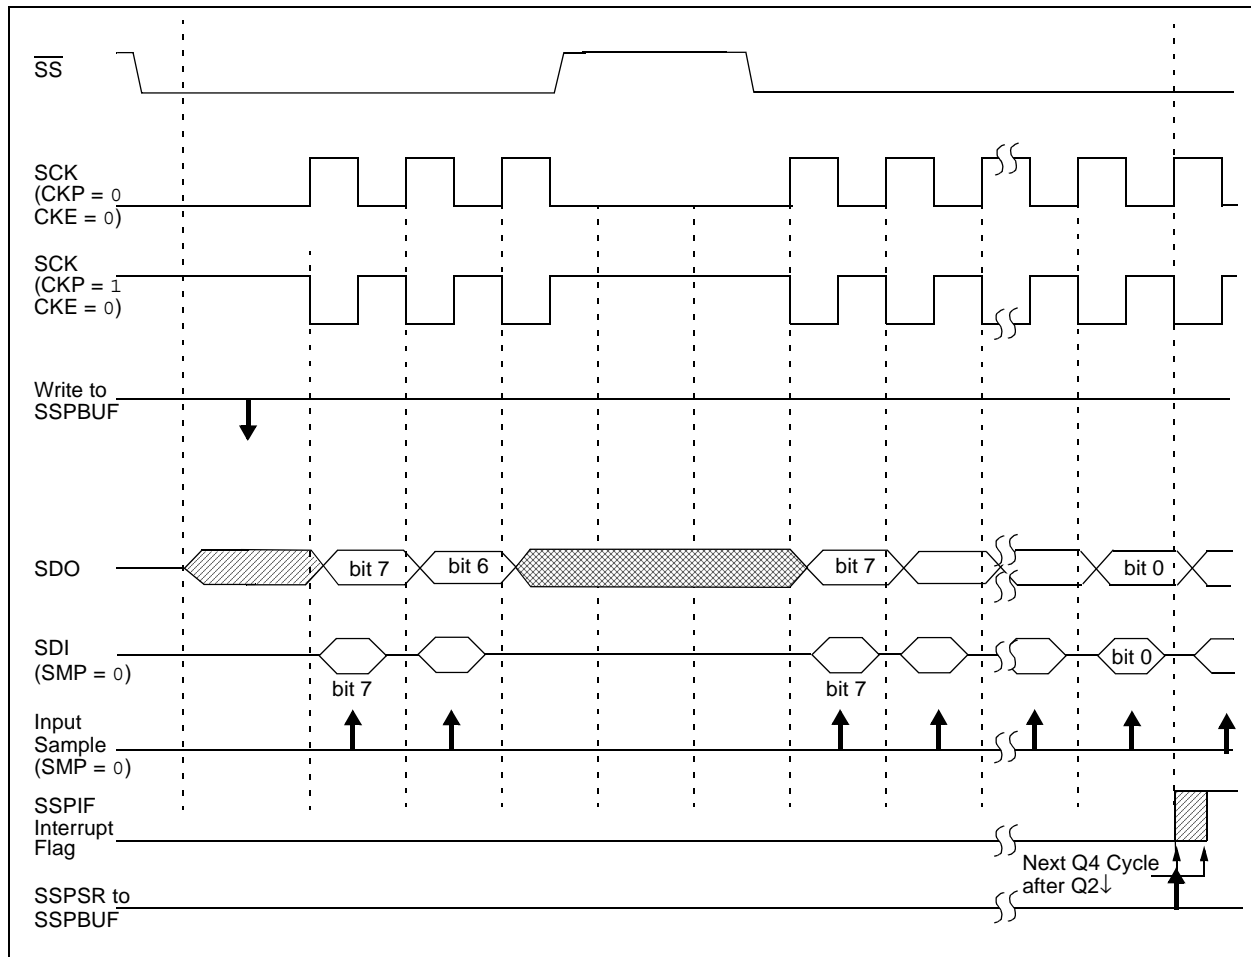 SS
SCK
(CKP = 0
CKE = 0)
SCK
(CKP = 1
CKE = 0)
Write to
SSPBUF
SDO
bit 7
bit 6
bit 7
bit 0
SDI
(SMP = 0)
bit 7
bit 7
bit 0
Input
Sample
(SMP = 0)
SSPIF
Interrupt
Flag
Next Q4 Cycle
after Q2↓
SSPSR to
SSPBUF